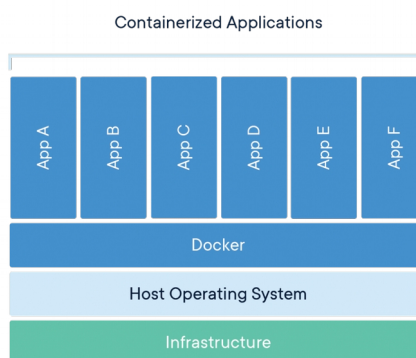 Containerized Applications
App A
App B
App C
App D
App E
App F
Docker
Host Operating System
Infrastructure